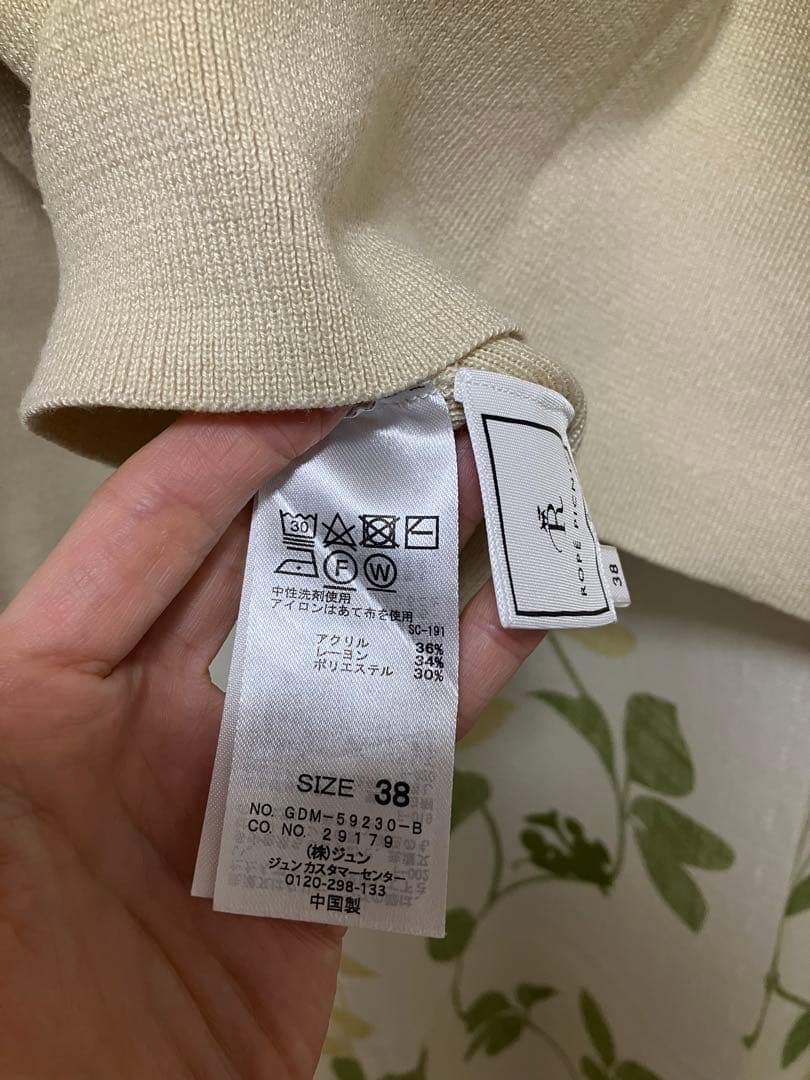 30
F W
中性洗剤使用
アイロンはあて布を使用
SC-191
アクリル 36%
レーヨン 34%
ポリエステル 30%
SIZE 38
NO. GDM-59230-B
CO. NO. 29179
(株)ジュン
ジュンカスタマーセンター
0120-298-133
中国製
R
ROPÉ
38